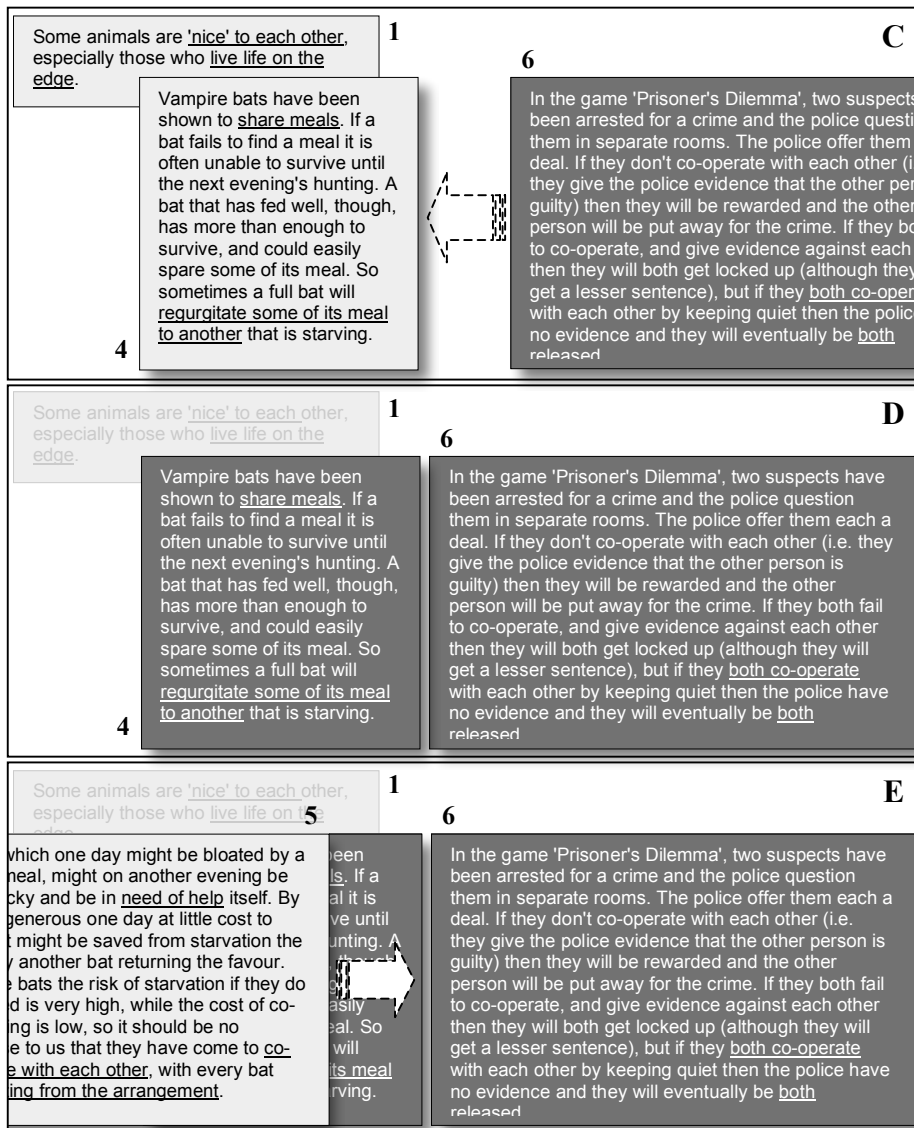 Some animals are 'nice' to each other,
especially those who live life on the
edge.
1
C
6
Vampire bats have been
shown to share meals. If a
bat fails to find a meal it is
often unable to survive until
the next evening's hunting. A
bat that has fed well, though,
has more than enough to
survive, and could easily
spare some of its meal. So
sometimes a full bat will
regurgitate some of its meal
to another that is starving.
4
In the game 'Prisoner's Dilemma', two suspects
been arrested for a crime and the police questi
them in separate rooms. The police offer them
deal. If they don't co-operate with each other (i.
they give the police evidence that the other per
guilty) then they will be rewarded and the other
person will be put away for the crime. If they bo
to co-operate, and give evidence against each
then they will both get locked up (although they
get a lesser sentence), but if they both co-oper
with each other by keeping quiet then the police
no evidence and they will eventually be both
released
Some animals are 'nice' to each other,
especially those who live life on the
edge.
1
D
6
Vampire bats have been
shown to share meals. If a
bat fails to find a meal it is
often unable to survive until
the next evening's hunting. A
bat that has fed well, though,
has more than enough to
survive, and could easily
spare some of its meal. So
sometimes a full bat will
regurgitate some of its meal
to another that is starving.
4
In the game 'Prisoner's Dilemma', two suspects have
been arrested for a crime and the police question
them in separate rooms. The police offer them each a
deal. If they don't co-operate with each other (i.e. they
give the police evidence that the other person is
guilty) then they will be rewarded and the other
person will be put away for the crime. If they both fail
to co-operate, and give evidence against each other
then they will both get locked up (although they will
get a lesser sentence), but if they both co-operate
with each other by keeping quiet then the police have
no evidence and they will eventually be both
released
Some animals are 'nice' to each other,
especially those who live life on the
edge.
1
E
5
6
which one day might be bloated by a
meal, might on another evening be
cky and be in need of help itself. By
generous one day at little cost to
t might be saved from starvation the
y another bat returning the favour.
e bats the risk of starvation if they do
ed is very high, while the cost of co-
ing is low, so it should be no
e to us that they have come to co-
e with each other, with every bat
ing from the arrangement.
been
ls. If a
al it is
ve until
unting. A
, though,
g
asily
eal. So
will
its meal
rving.
In the game 'Prisoner's Dilemma', two suspects have
been arrested for a crime and the police question
them in separate rooms. The police offer them each a
deal. If they don't co-operate with each other (i.e.
they give the police evidence that the other person is
guilty) then they will be rewarded and the other
person will be put away for the crime. If they both fail
to co-operate, and give evidence against each other
then they will both get locked up (although they will
get a lesser sentence), but if they both co-operate
with each other by keeping quiet then the police have
no evidence and they will eventually be both
released